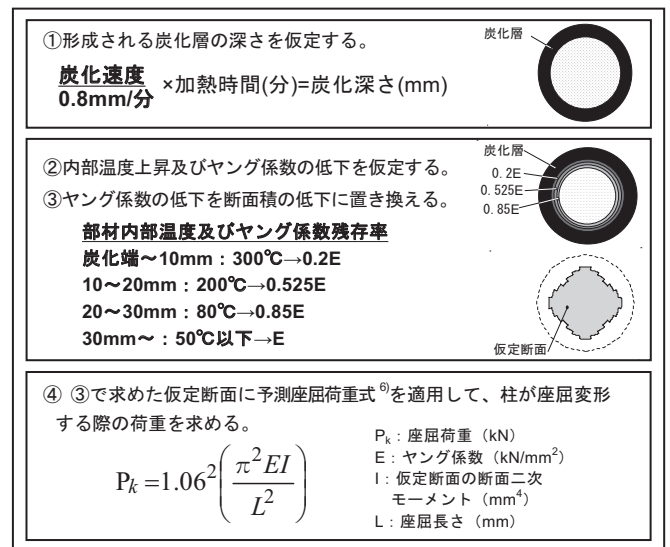 ①形成される炭化層の深さを仮定する。
炭化速度
0.8mm/分 ×加熱時間(分)=炭化深さ(mm)
炭化層
②内部温度上昇及びヤング係数の低下を仮定する。
③ヤング係数の低下を断面積の低下に置き換える。
部材内部温度及びヤング係数残存率
炭化端～10mm：300℃→0.2E
10～20mm：200℃→0.525E
20～30mm：80℃→0.85E
30mm～：50℃以下→E
炭化層
0.2E
0.525E
0.85E
仮定断面
④ ③で求めた仮定断面に予測座屈荷重式6)を適用して、柱が座屈変形
する際の荷重を求める。
Pk=1.06²(π²EI/L²)
Pk：座屈荷重（kN）
E：ヤング係数（kN/mm²）
I：仮定断面の断面二次
モーメント（mm⁴）
L：座屈長さ（mm）